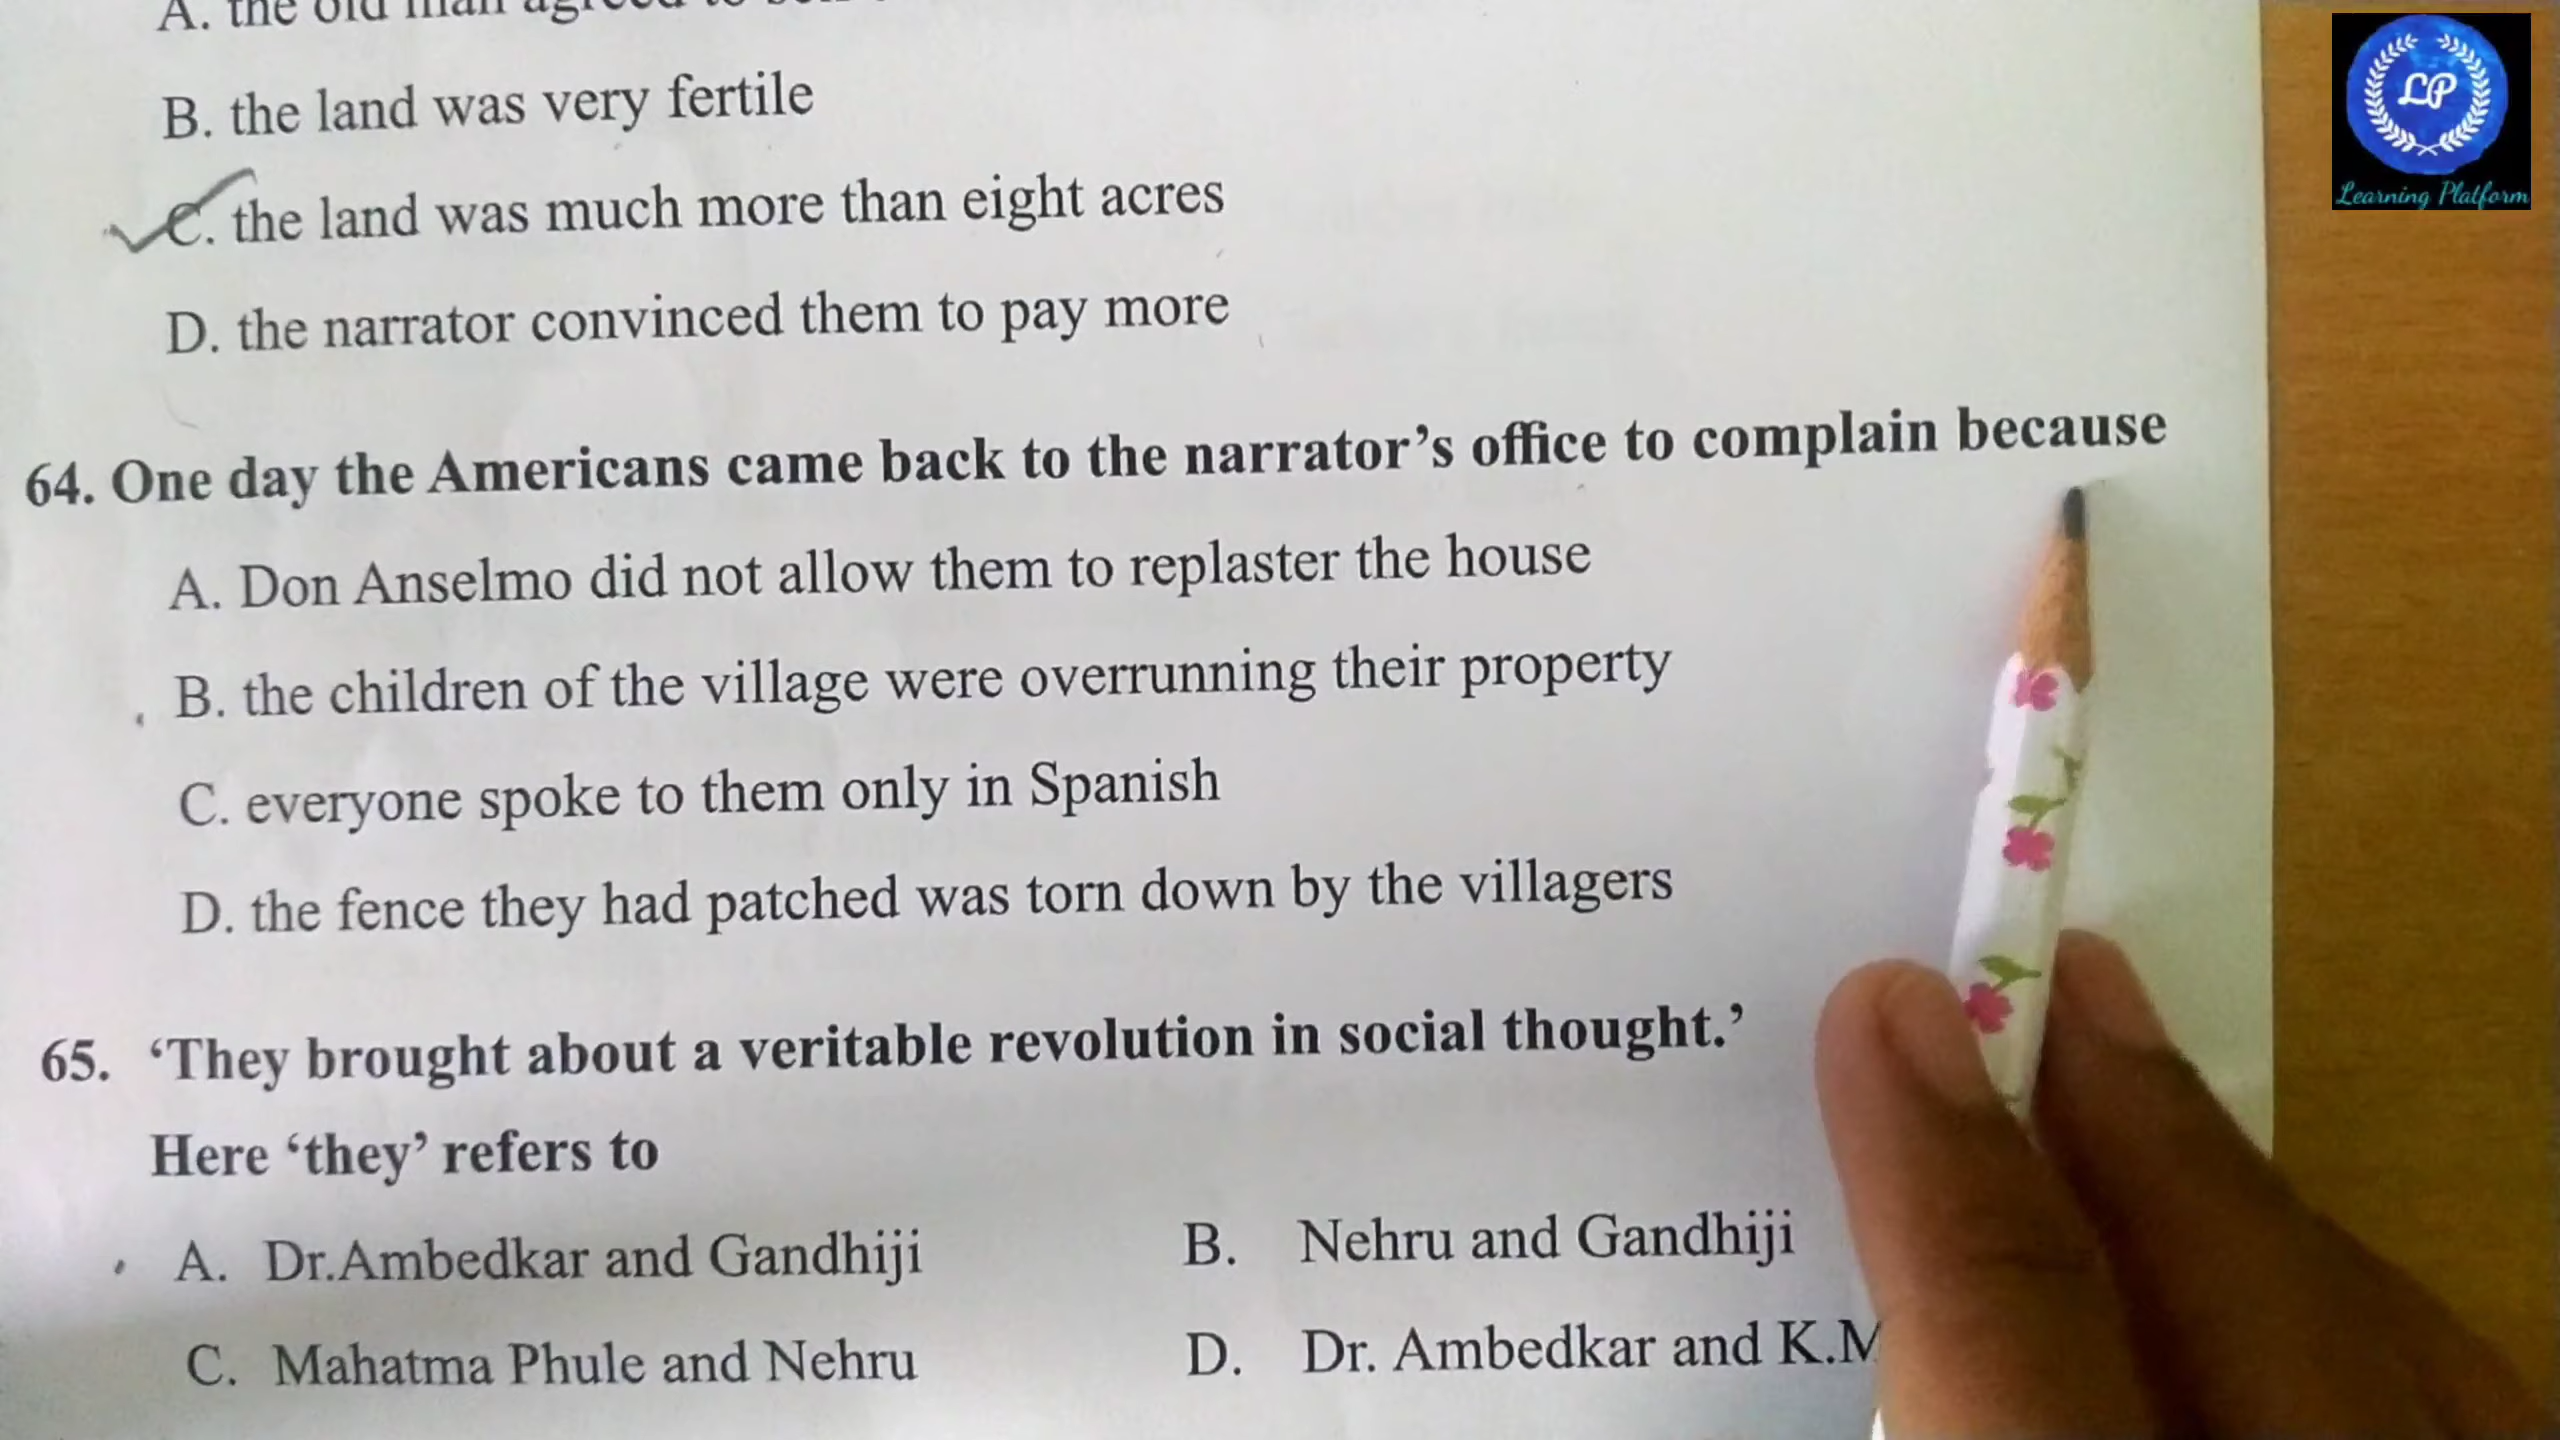 A. the old man agreed to
B. the land was very fertile
C. the land was much more than eight acres
D. the narrator convinced them to pay more
64. One day the Americans came back to the narrator’s office to complain because
A. Don Anselmo did not allow them to replaster the house
B. the children of the village were overrunning their property
C. everyone spoke to them only in Spanish
D. the fence they had patched was torn down by the villagers
65. ‘They brought about a veritable revolution in social thought.’
Here ‘they’ refers to
A. Dr.Ambedkar and Gandhiji
B. Nehru and Gandhiji
C. Mahatma Phule and Nehru
D. Dr. Ambedkar and K.M
LP
Learning Platform